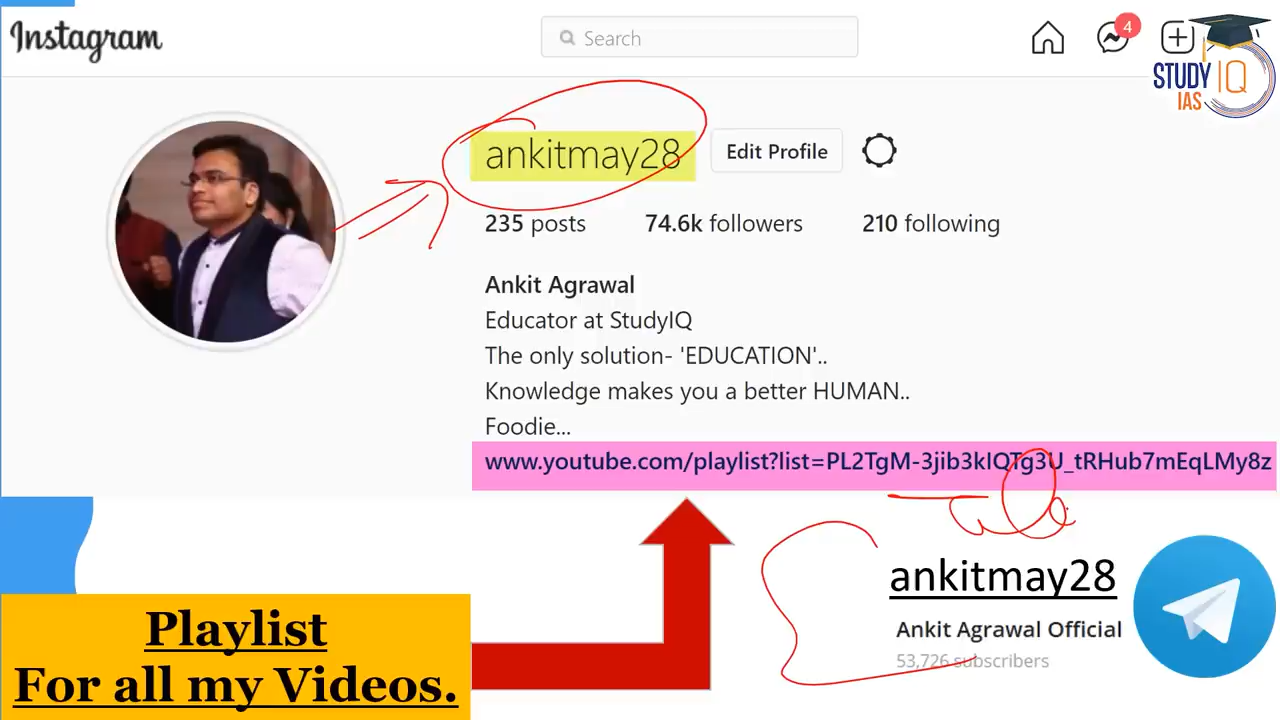 Instagram
Search
4
STUDY IQ
IAS
ankitmay28
Edit Profile
235 posts 74.6k followers 210 following
Ankit Agrawal
Educator at StudyIQ
The only solution- 'EDUCATION'..
Knowledge makes you a better HUMAN..
Foodie...
www.youtube.com/playlist?list=PL2TgM-3jib3kIQTg3U_tRHub7mEqLMy8z
ankitmay28
Ankit Agrawal Official
53,726 subscribers
Playlist
For all my Videos.